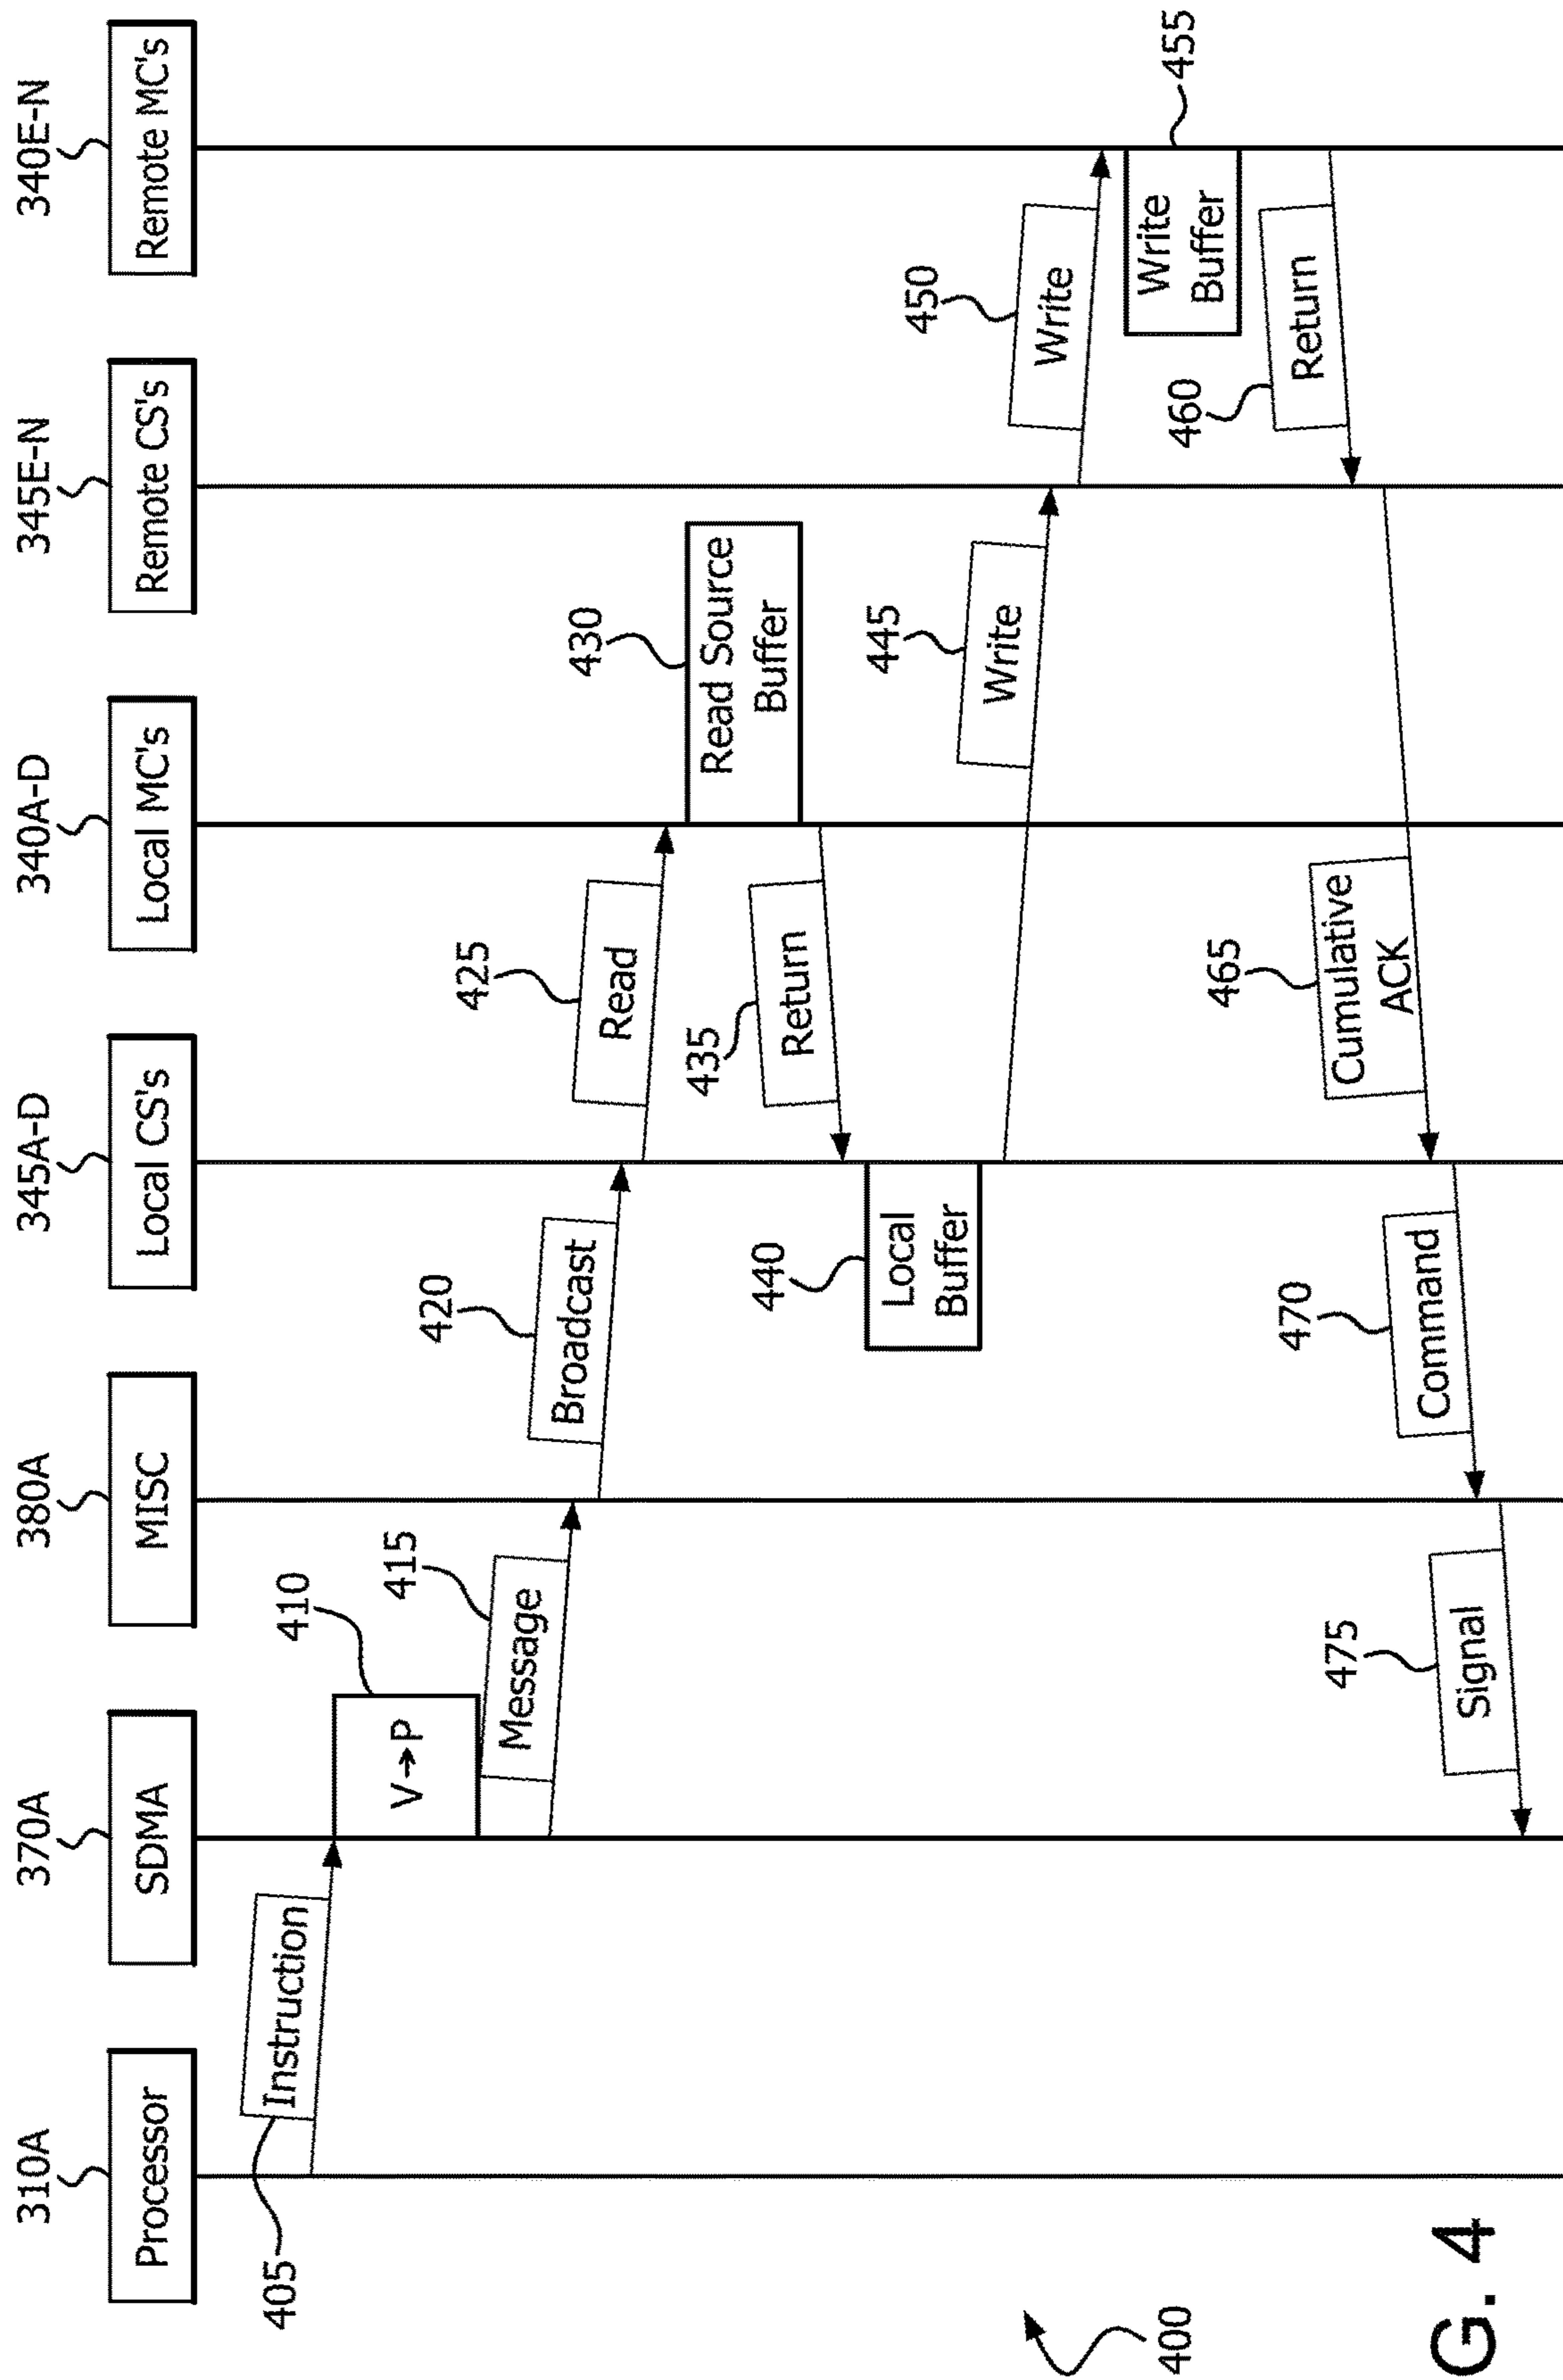 310A
370A
380A
345A-D
340A-D
345E-N
340E-N
Processor
SDMA
MISC
Local CS's
Local MC's
Remote CS's
Remote MC's
405
Instruction
410
V→P
415
Message
420
Broadcast
425
Read
430
Read Source
Buffer
435
Return
440
Local
Buffer
445
Write
450
Write
455
Write
Buffer
460
Return
465
Cumulative
ACK
470
Command
475
Signal
400
G. 4